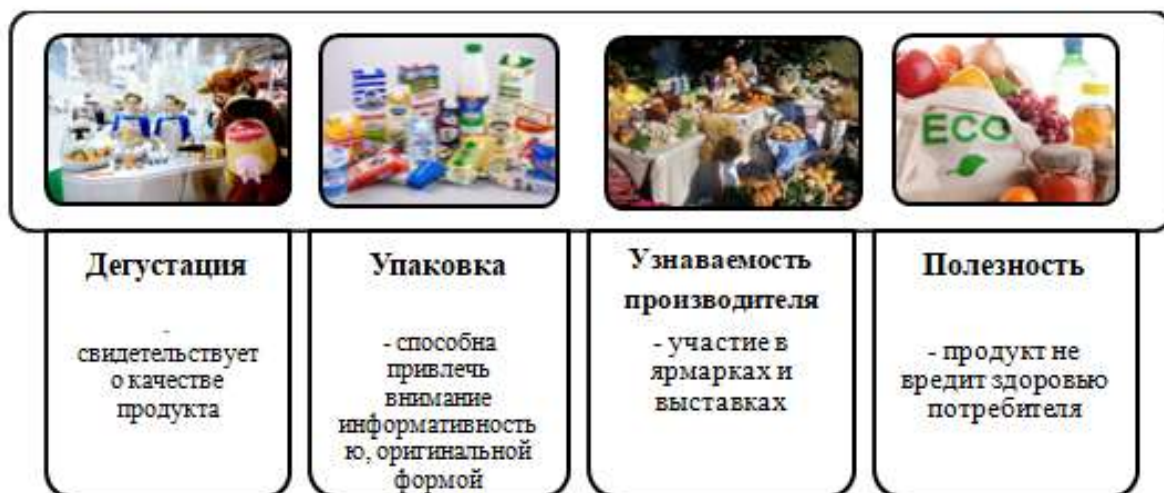 ECO
Дегустация
-
свидетельствует
о качестве
продукта
Упаковка
- способна
привлечь
внимание
информативность
ю, оригинальной
формой
Узнаваемость
производителя
- участие в
ярмарках и
выставках
Полезность
- продукт не
вредит здоровью
потребителя